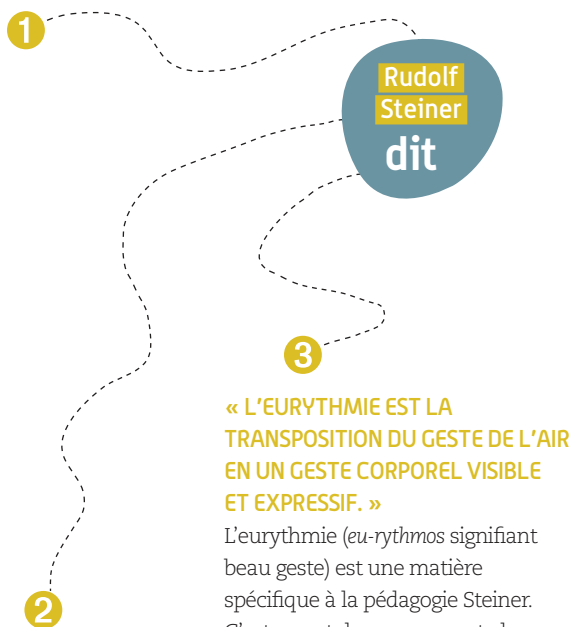 1
Rudolf
Steiner
dit
3
« L'EURYTHMIE EST LA
TRANSPOSITION DU GESTE DE L'AIR
EN UN GESTE CORPOREL VISIBLE
ET EXPRESSIF. »
L'eurythmie (eu-rythmos signifiant
beau geste) est une matière
spécifique à la pédagogie Steiner.
2